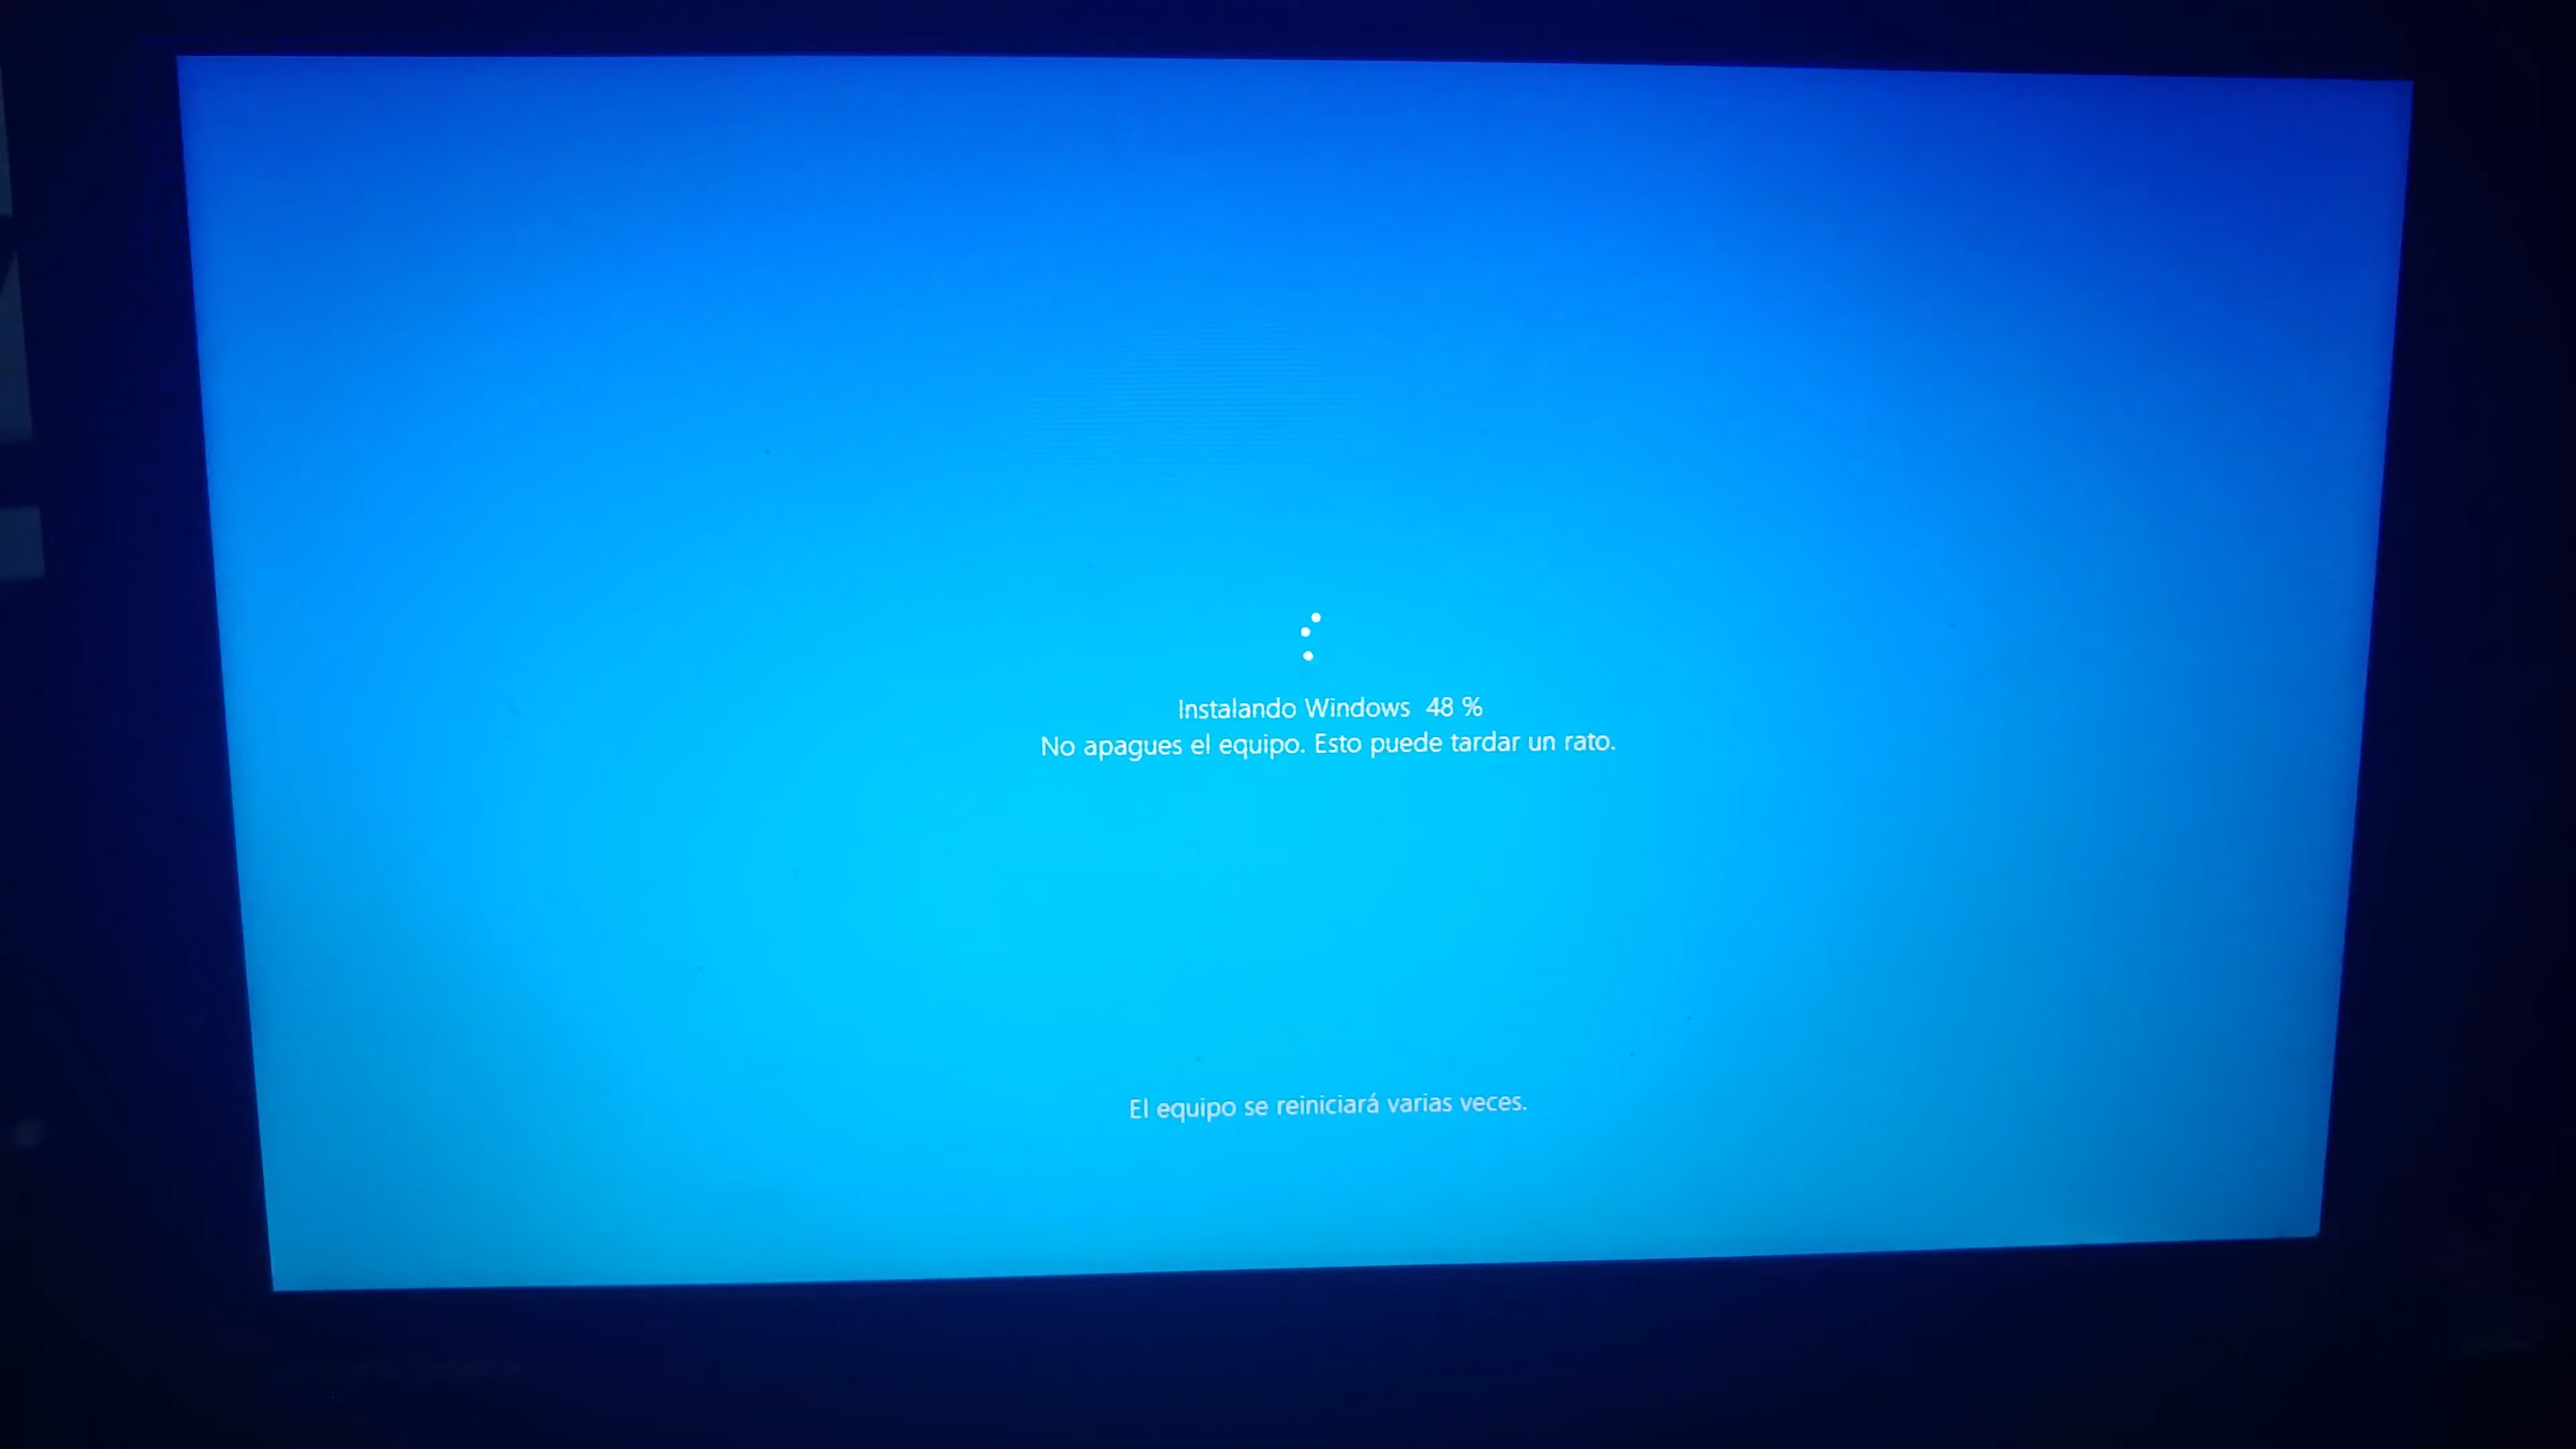 Instalando Windows  48 %
No apagues el equipo. Esto puede tardar un rato.
El equipo se reiniciará varias veces.